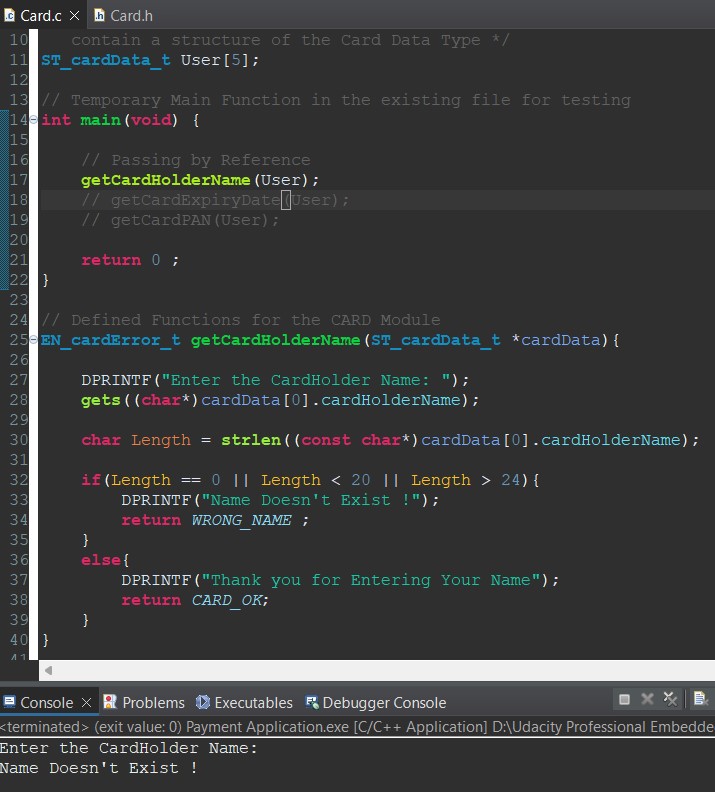 Card.c
Card.h
10 contain a structure of the Card Data Type */
11 ST_cardData_t User[5];
12
13 // Temporary Main Function in the existing file for testing
14 int main(void) {
15
16 // Passing by Reference
17 getCardHolderName(User);
18 // getCardExpiryDate(User);
19 // getCardPAN(User);
20
21 return 0 ;
22 }
23
24 // Defined Functions for the CARD Module
25 EN_cardError_t getCardHolderName(ST_cardData_t *cardData){
26
27 DPRINTF("Enter the CardHolder Name: ");
28 gets((char*)cardData[0].cardHolderName);
29
30 char Length = strlen((const char*)cardData[0].cardHolderName);
31
32 if(Length == 0 || Length < 20 || Length > 24){
33 DPRINTF("Name Doesn't Exist !");
34 return WRONG_NAME ;
35 }
36 else{
37 DPRINTF("Thank you for Entering Your Name");
38 return CARD_OK;
39 }
40 }
41
Console Problems Executables Debugger Console
<terminated> (exit value: 0) Payment Application.exe [C/C++ Application] D:\Udacity Professional Embedde
Enter the CardHolder Name:
Name Doesn't Exist !